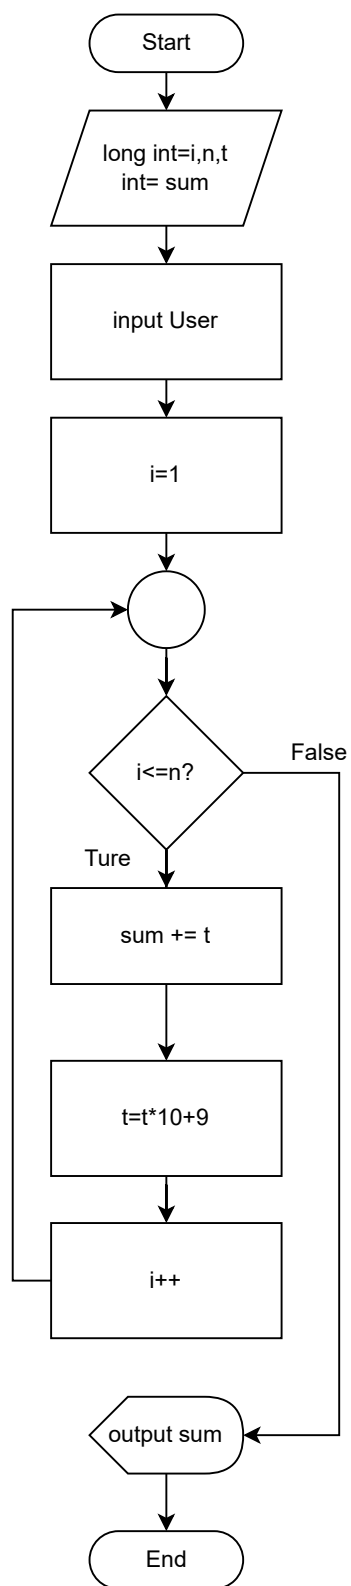 Start
long int=i,n,t
int= sum
input User
i=1
i<=n?
False
Ture
sum += t
t=t*10+9
i++
output sum
End